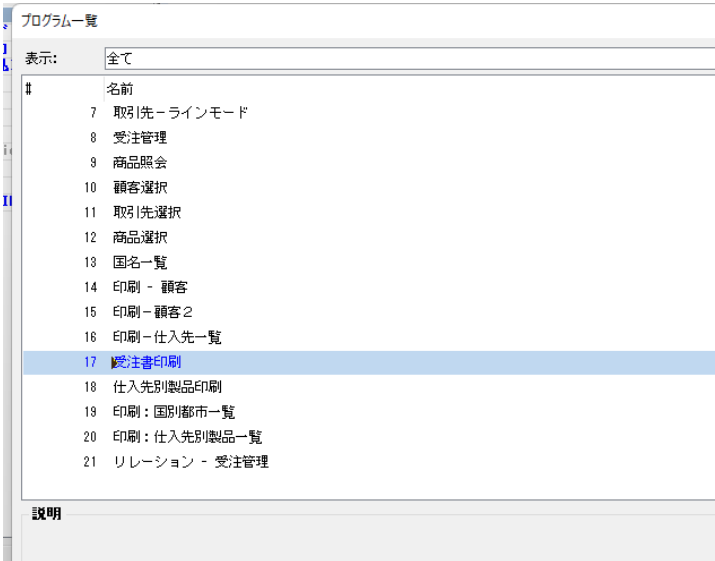 プログラム一覧
表示: 全て
# 名前
7 取引先－ラインモード
8 受注管理
9 商品照会
10 顧客選択
11 取引先選択
12 商品選択
13 国名一覧
14 印刷 - 顧客
15 印刷－顧客２
16 印刷－仕入先一覧
17 受注書印刷
18 仕入先別製品印刷
19 印刷：国別都市一覧
20 印刷：仕入先別製品一覧
21 リレーション - 受注管理
説明